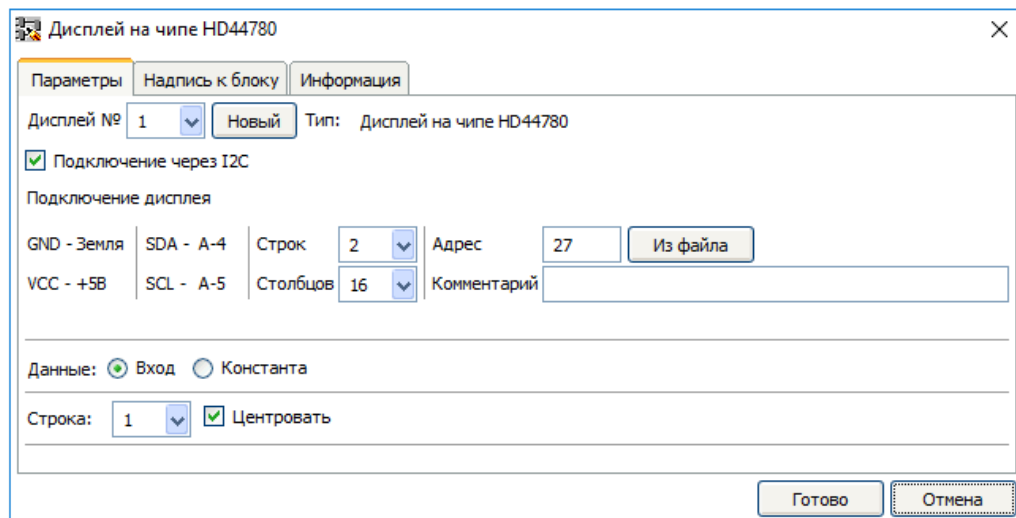 Дисплей на чипе HD44780
Параметры Надпись к блоку Информация
Дисплей № 1 Новый Тип: Дисплей на чипе HD44780
Подключение через I2C
Подключение дисплея
GND - Земля SDA - A-4 Строк 2 Адрес 27 Из файла
VCC - +5В SCL - A-5 Столбцов 16 Комментарий
Данные: Вход Константа
Строка: 1 Центровать
Готово Отмена